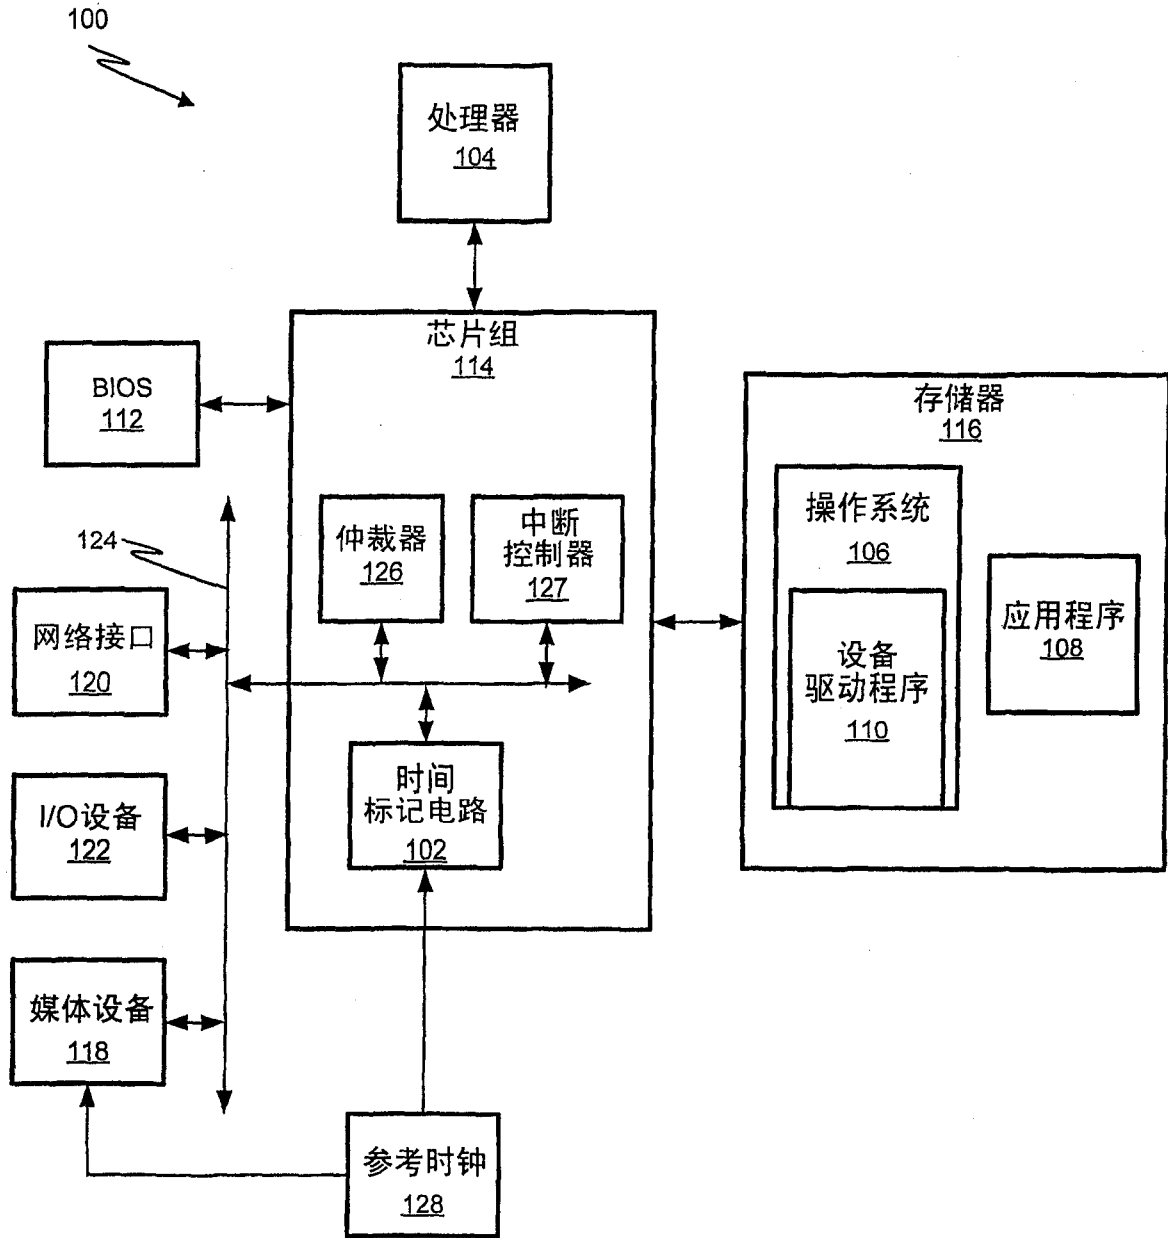 100
处理器
104
芯片组
114
BIOS
112
存储器
116
操作系统
106
仲裁器
126
中断
控制器
127
124
应用程序
108
网络接口
120
设备
驱动程序
110
时间
标记电路
102
I/O设备
122
媒体设备
118
参考时钟
128